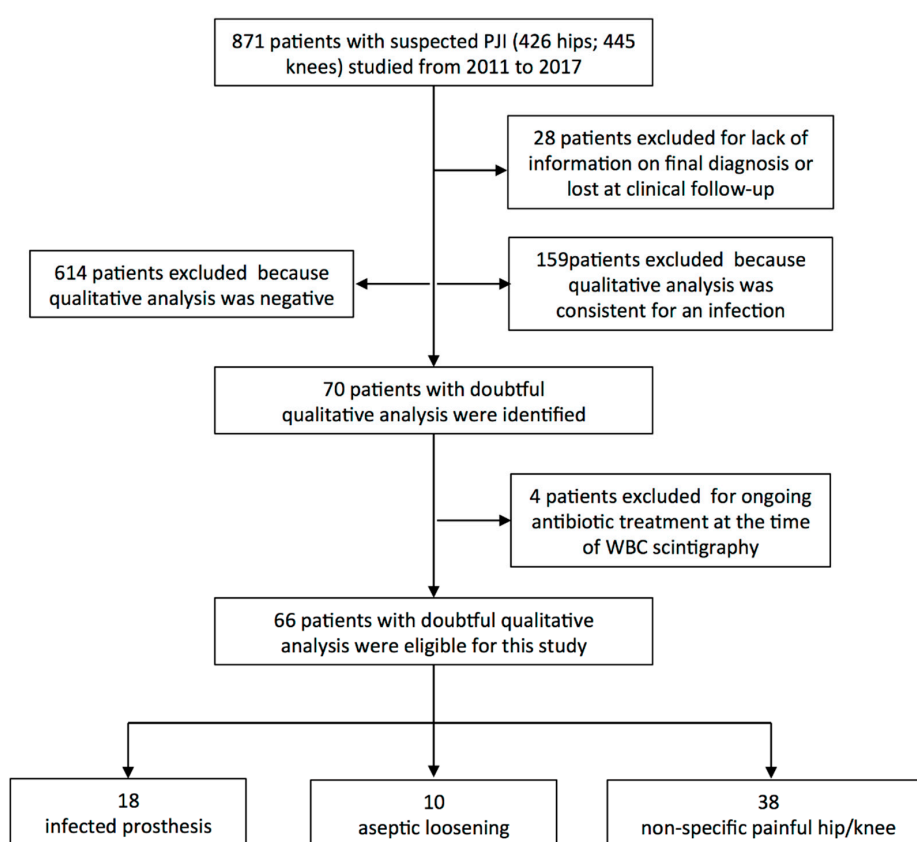 871 patients with suspected PJI (426 hips; 445
knees) studied from 2011 to 2017
28 patients excluded for lack of
information on final diagnosis or
lost at clinical follow-up
614 patients excluded because
qualitative analysis was negative
159patients excluded because
qualitative analysis was
consistent for an infection
70 patients with doubtful
qualitative analysis were identified
4 patients excluded for ongoing
antibiotic treatment at the time
of WBC scintigraphy
66 patients with doubtful qualitative
analysis were eligible for this study
18
infected prosthesis
10
aseptic loosening
38
non-specific painful hip/knee